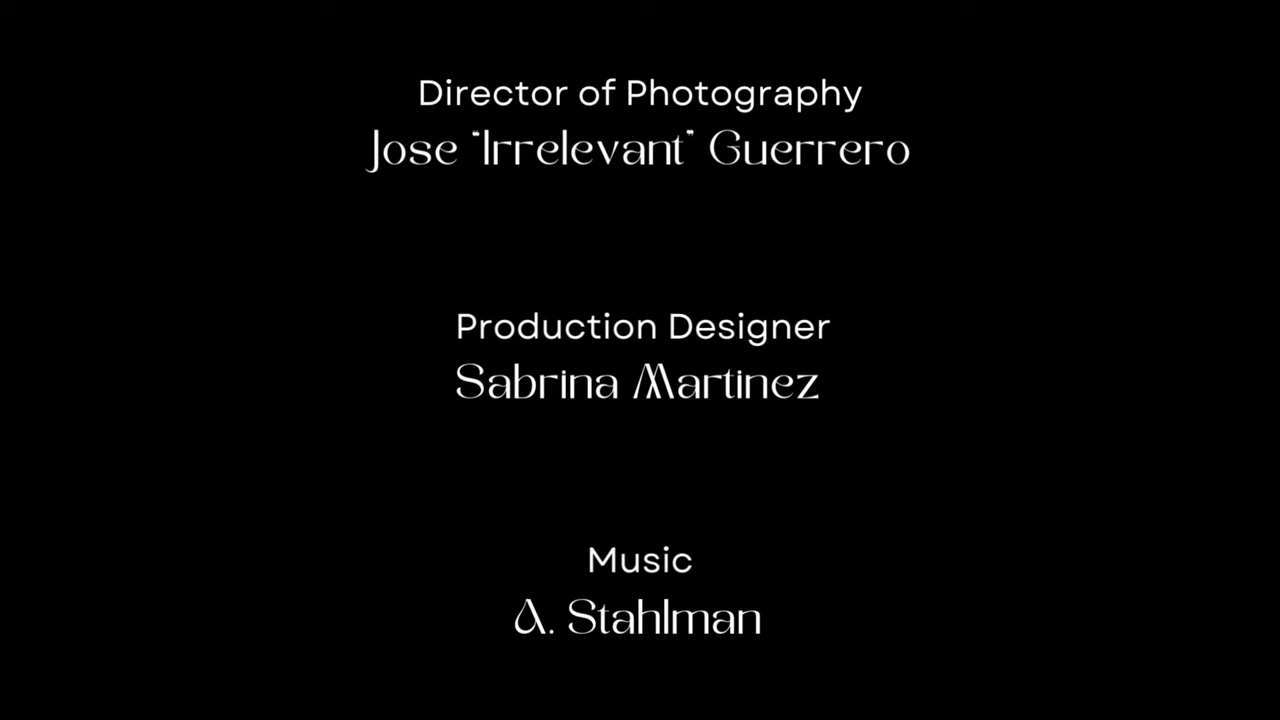 Director of Photography
Jose “Irrelevant” Guerrero
Production Designer
Sabrina Martinez
Music
A. Stahlman